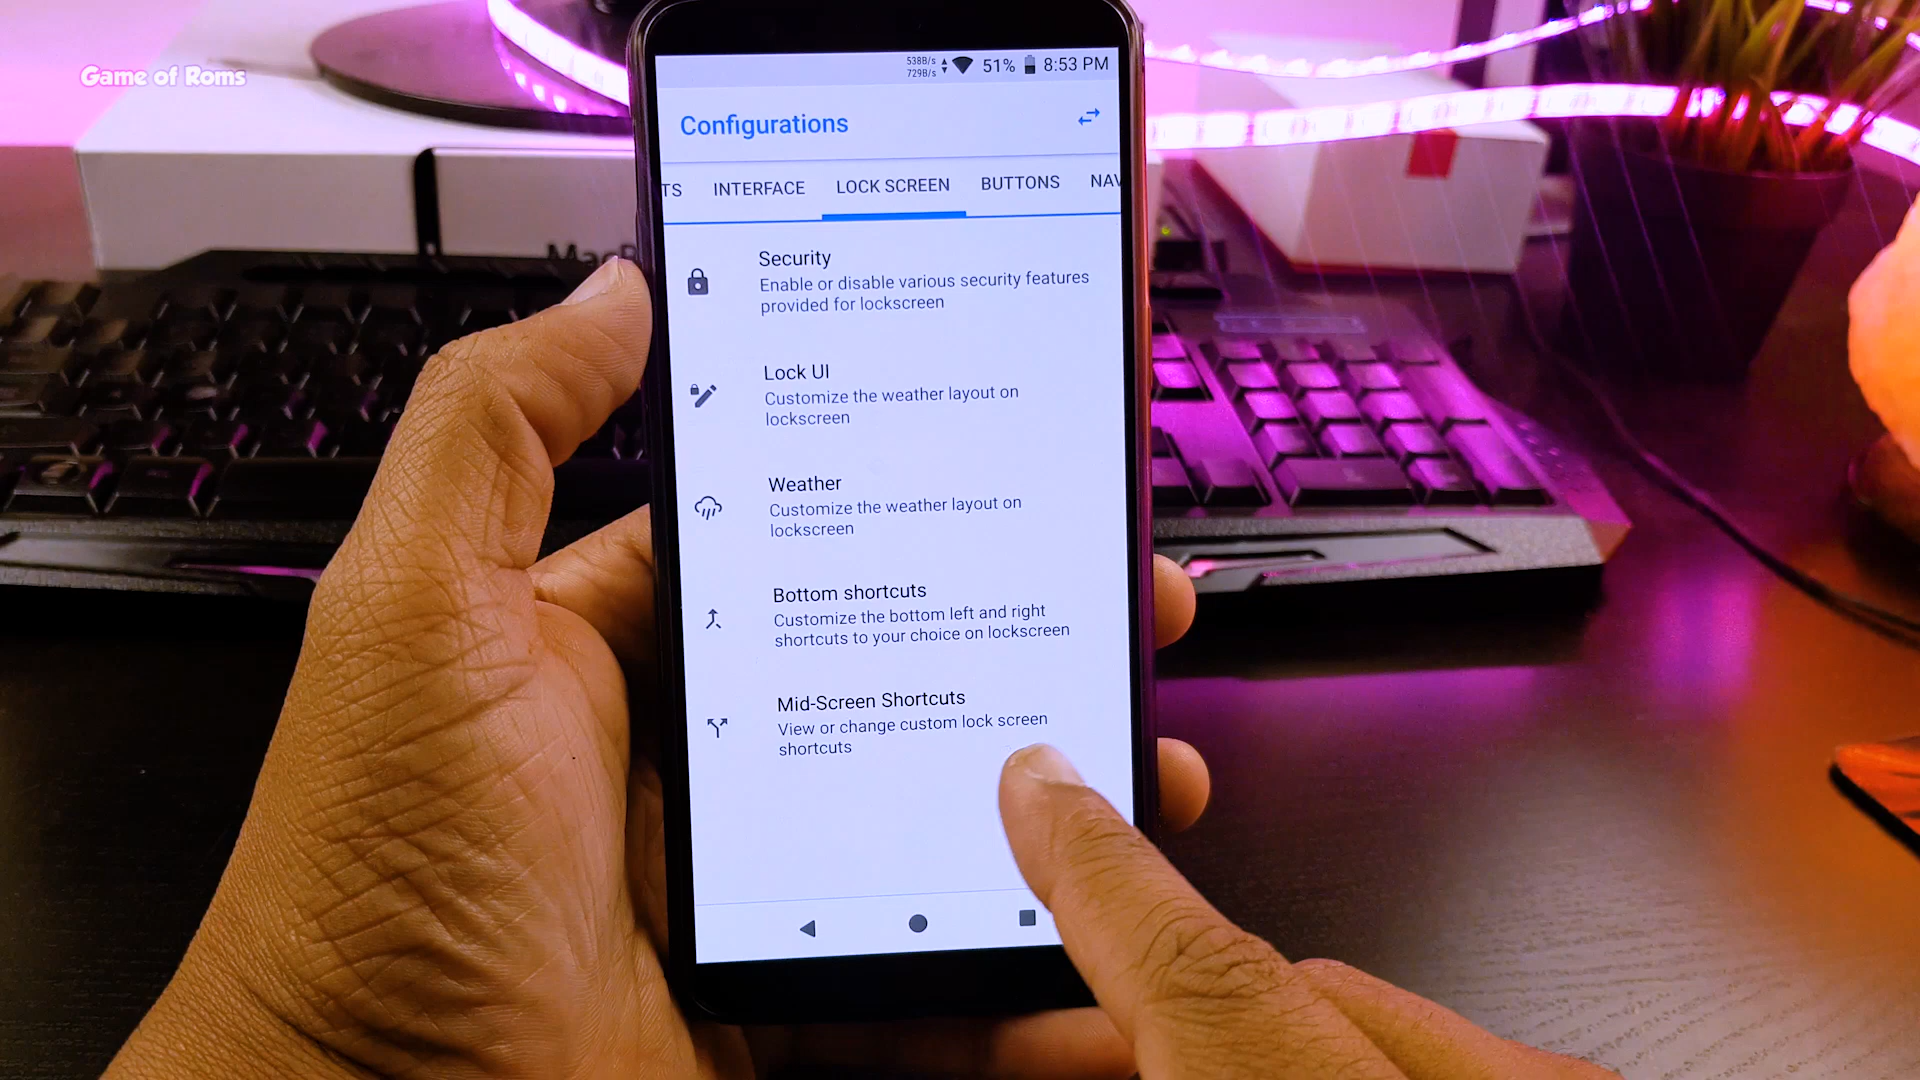 Game of Roms
538B/s
729B/s
51%
8:53 PM
Configurations
TS INTERFACE LOCK SCREEN BUTTONS NAV
Security
Enable or disable various security features
provided for lockscreen
Lock UI
Customize the weather layout on
lockscreen
Weather
Customize the weather layout on
lockscreen
Bottom shortcuts
Customize the bottom left and right
shortcuts to your choice on lockscreen
Mid-Screen Shortcuts
View or change custom lock screen
shortcuts
MacB